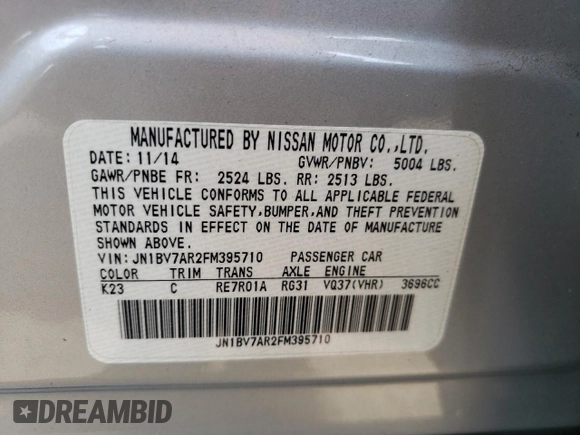 MANUFACTURED BY NISSAN MOTOR CO.,LTD.
DATE: 11/14 GVWR/PNBV: 5004 LBS.
GAWR/PNBE FR: 2524 LBS. RR: 2513 LBS.
THIS VEHICLE CONFORMS TO ALL APPLICABLE FEDERAL
MOTOR VEHICLE SAFETY,BUMPER,AND THEFT PREVENTION
STANDARDS IN EFFECT ON THE DATE OF MANUFACTURE
SHOWN ABOVE.
VIN: JN1BV7AR2FM395710 PASSENGER CAR
COLOR TRIM TRANS AXLE ENGINE
K23 C RE7R01A RG31 VQ37(VHR) 3696CC
JN1BV7AR2FM395710
DREAMBID